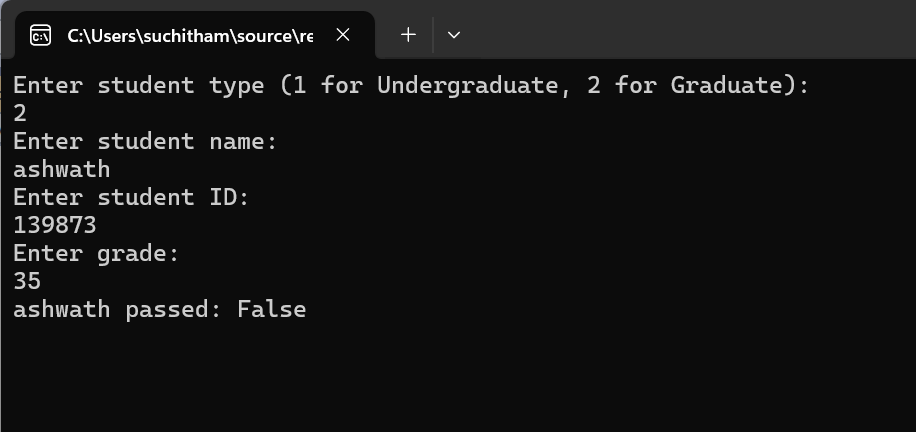 C:\Users\suchitham\source\re
Enter student type (1 for Undergraduate, 2 for Graduate):
2
Enter student name:
ashwath
Enter student ID:
139873
Enter grade:
35
ashwath passed: False